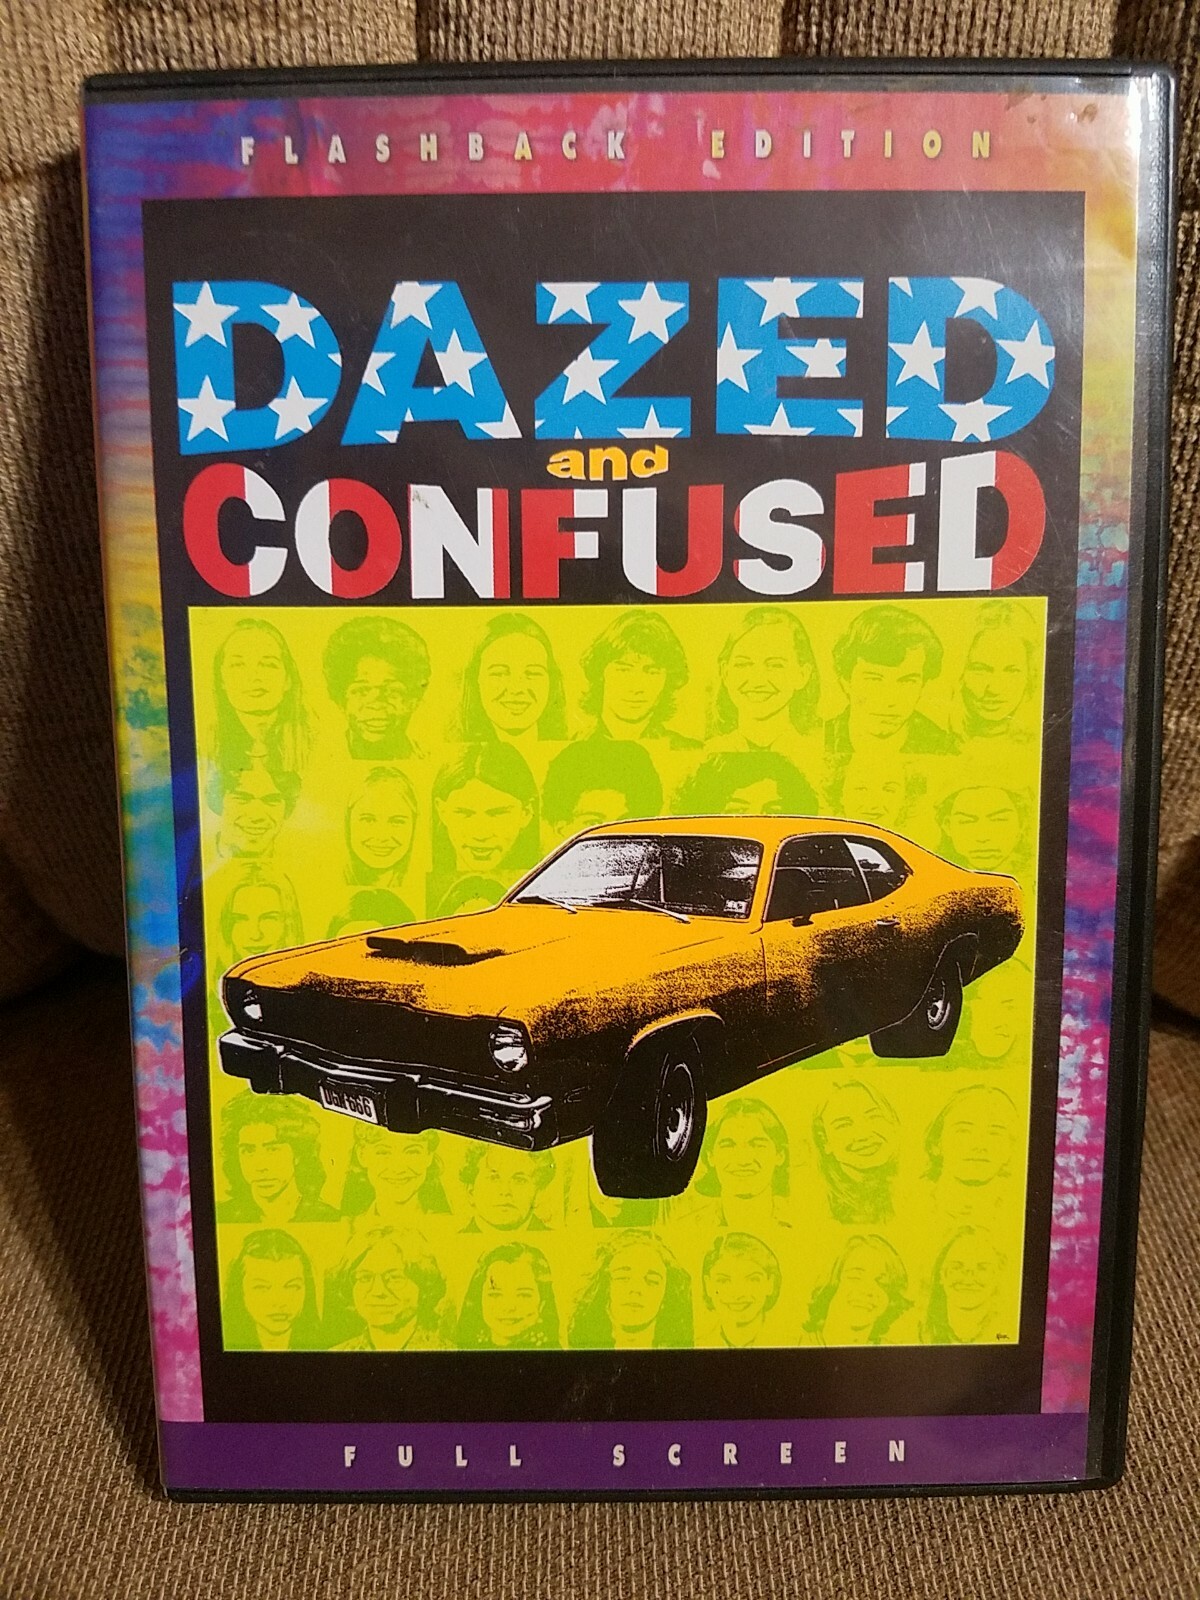 FLASHBACK EDITION
DAZED
and
CONFUSED
FULL SCREEN